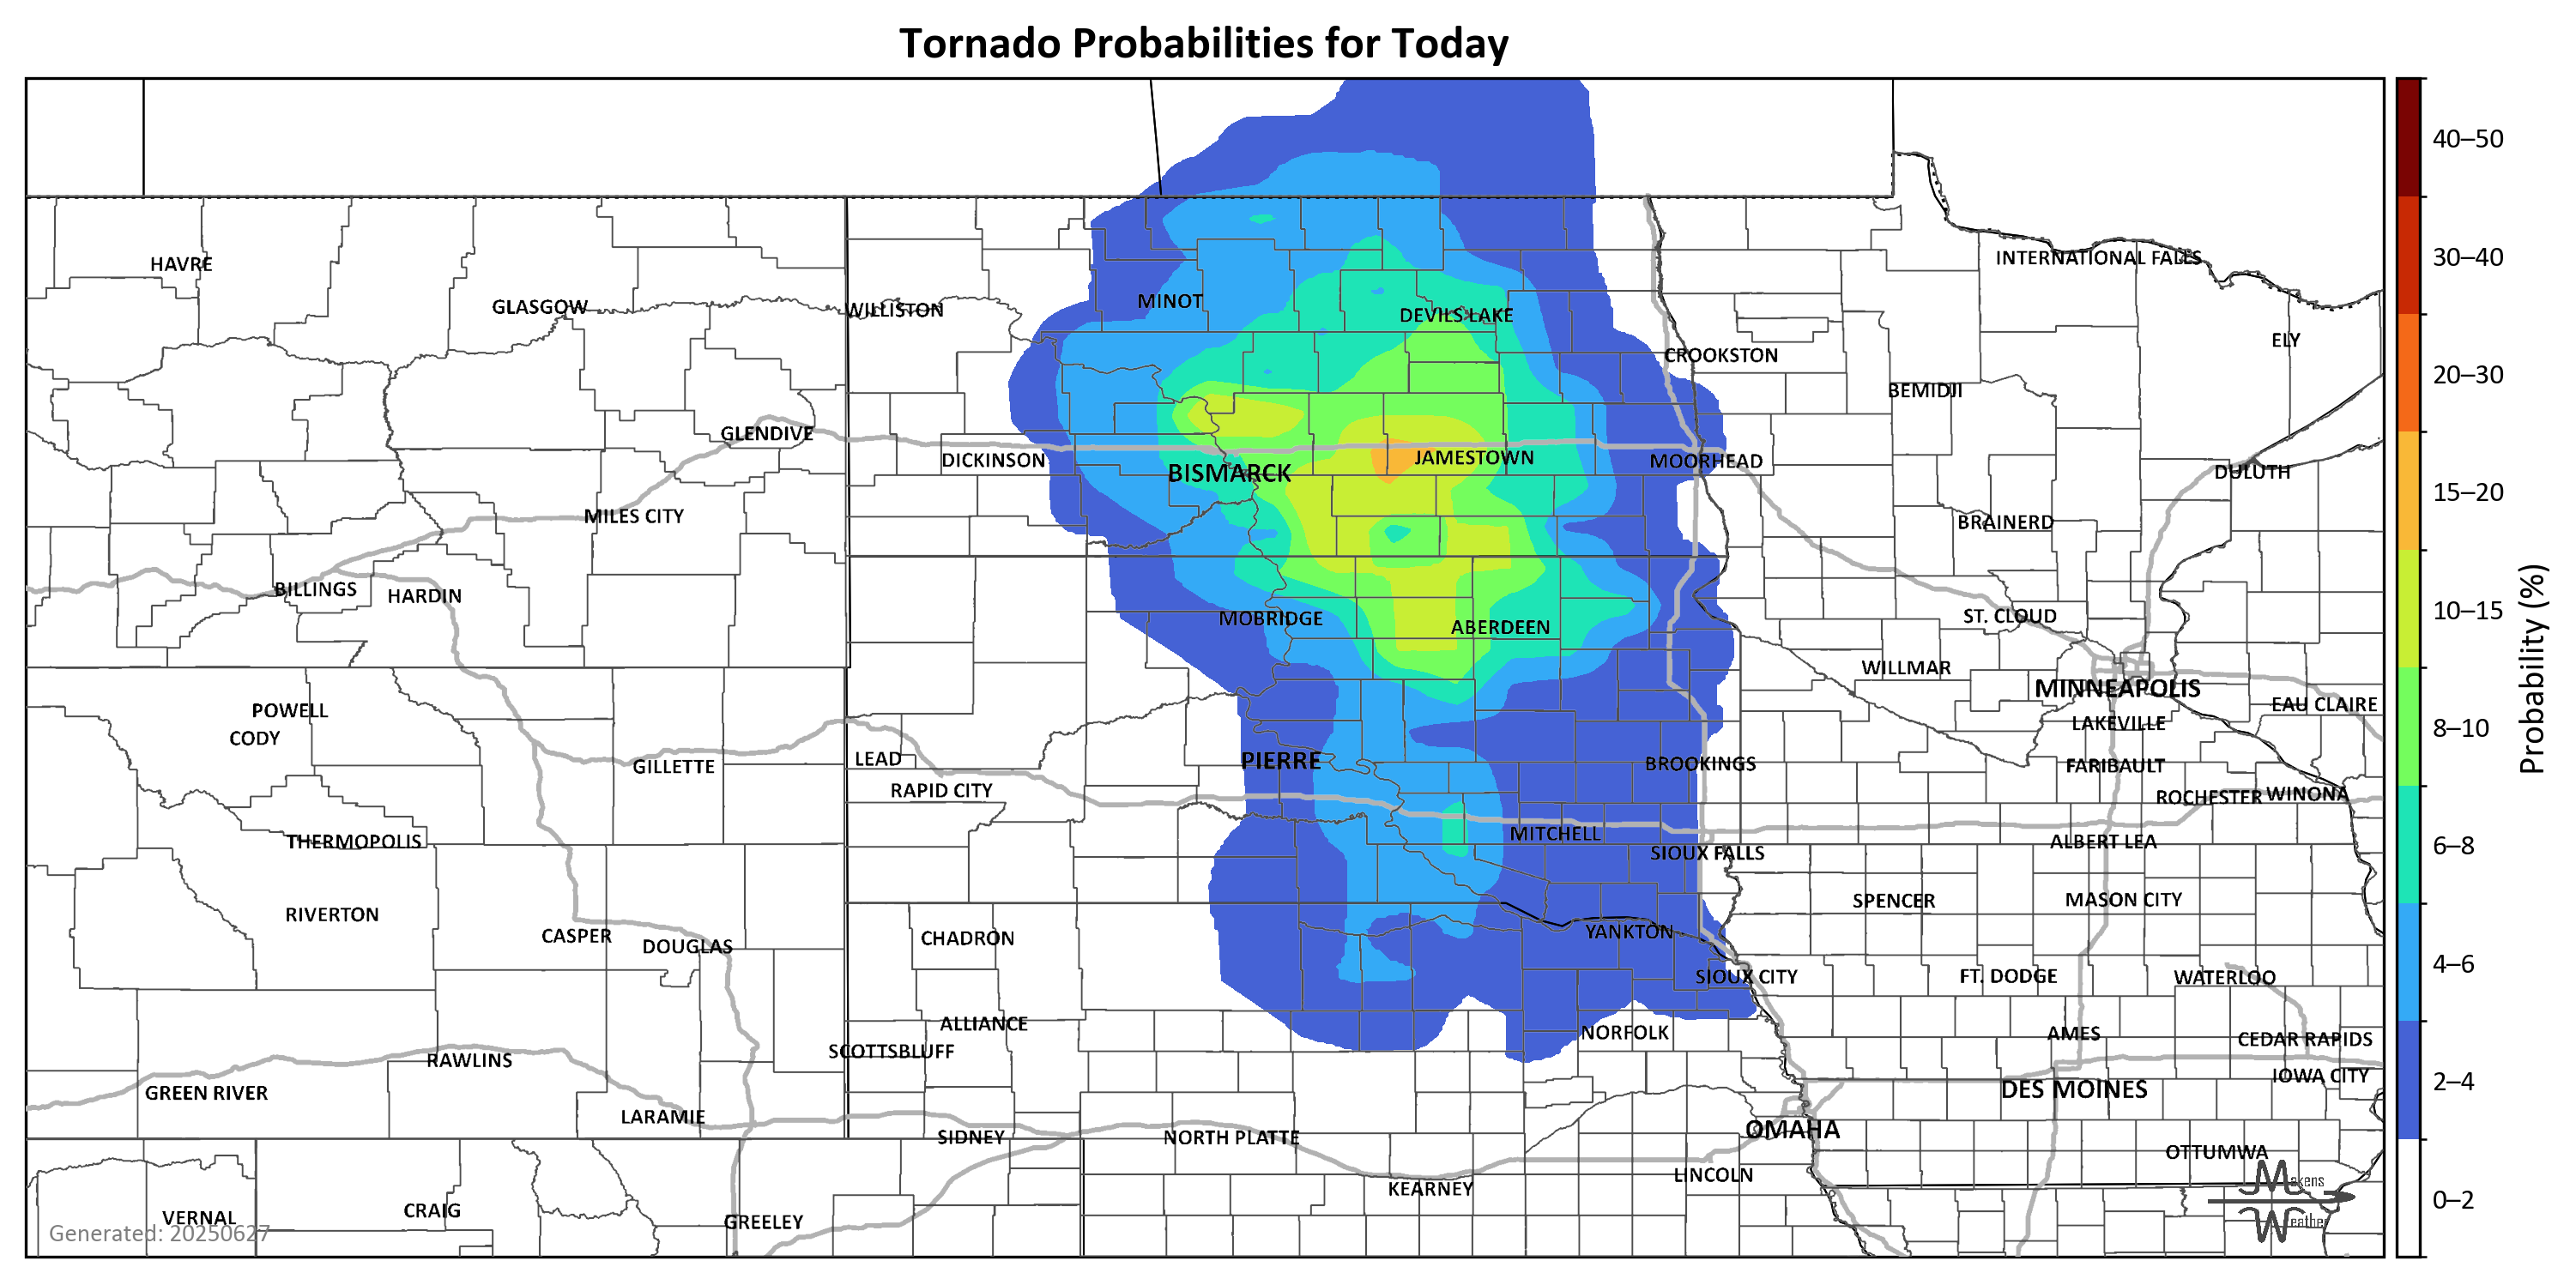 Tornado Probabilities for Today
40–50
HAVRE
INTERNATIONAL FALLS
30–40
MINOT
GLASGOW
WILLISTON
DEVILS LAKE
ELY
CROOKSTON
20–30
BEMIDJI
GLENDIVE
DICKINSON
JAMESTOWN
MOORHEAD
BISMARCK
DULUTH
15–20
MILES CITY
BRAINERD
BILLINGS
HARDIN
10–15
MOBRIDGE
ABERDEEN
ST. CLOUD
WILLMAR
MINNEAPOLIS
EAU CLAIRE
POWELL
LAKEVILLE
8–10
Probability (%)
CODY
LEAD
PIERRE
BROOKINGS
GILLETTE
FARIBAULT
RAPID CITY
ROCHESTER
WINONA
MITCHELL
THERMOPOLIS
ALBERT LEA
6–8
SIOUX FALLS
SPENCER
MASON CITY
RIVERTON
CASPER
CHADRON
YANKTON
DOUGLAS
4–6
SIOUX CITY
FT. DODGE
WATERLOO
ALLIANCE
NORFOLK
AMES
CEDAR RAPIDS
SCOTTSBLUFF
RAWLINS
IOWA CITY
2–4
GREEN RIVER
DES MOINES
LARAMIE
OMAHA
SIDNEY
NORTH PLATTE
OTTUMWA
LINCOLN
KEARNEY
Makens
0–2
CRAIG
VERNAL
GREELEY
Weather
Generated: 20250627